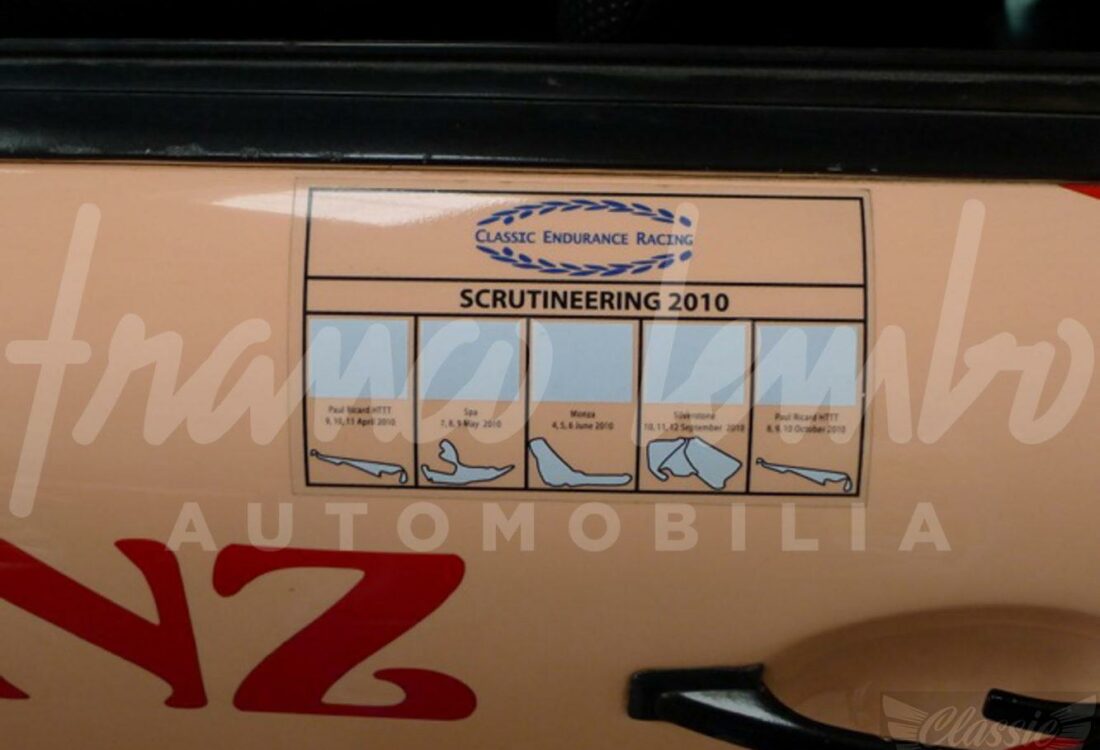 CLASSIC ENDURANCE RACING
SCRUTINEERING 2010
Paul Ricard HTTT
9, 10, 11 April 2010
Spa
7, 8, 9 May 2010
Monza
4, 5, 6 June 2010
Silverstone
10, 11, 12 September 2010
Paul Ricard HTTT
8, 9, 10 October 2010
franco lembo
AUTOMOBILIA
NZ
Classic